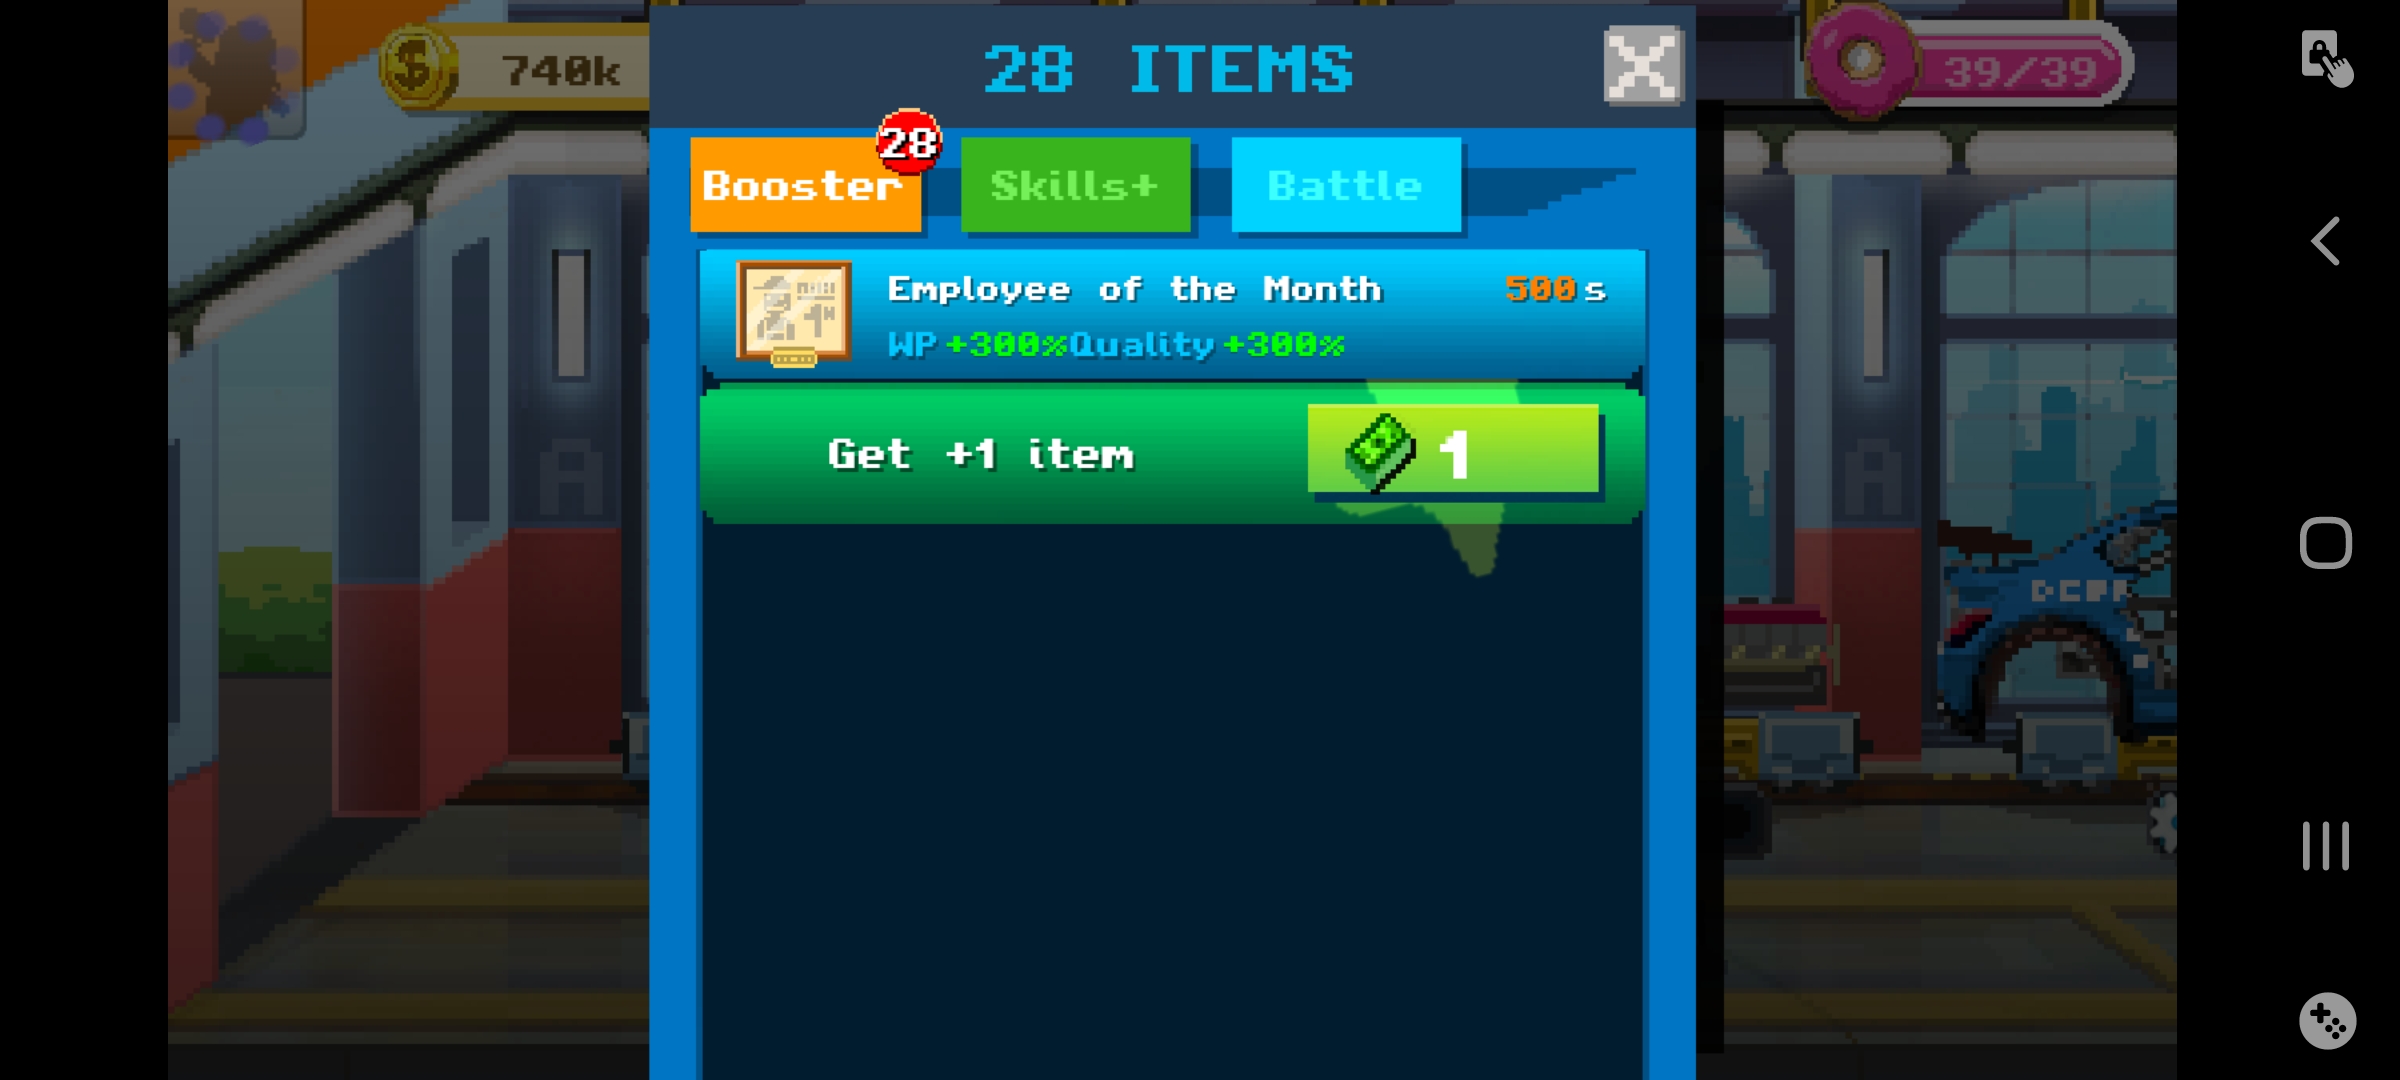 740k
28 ITEMS
39/39
28
Booster
Skills+
Battle
Employee of the Month
500s
WP +300%Quality +300%
Get +1 item
1
A
A